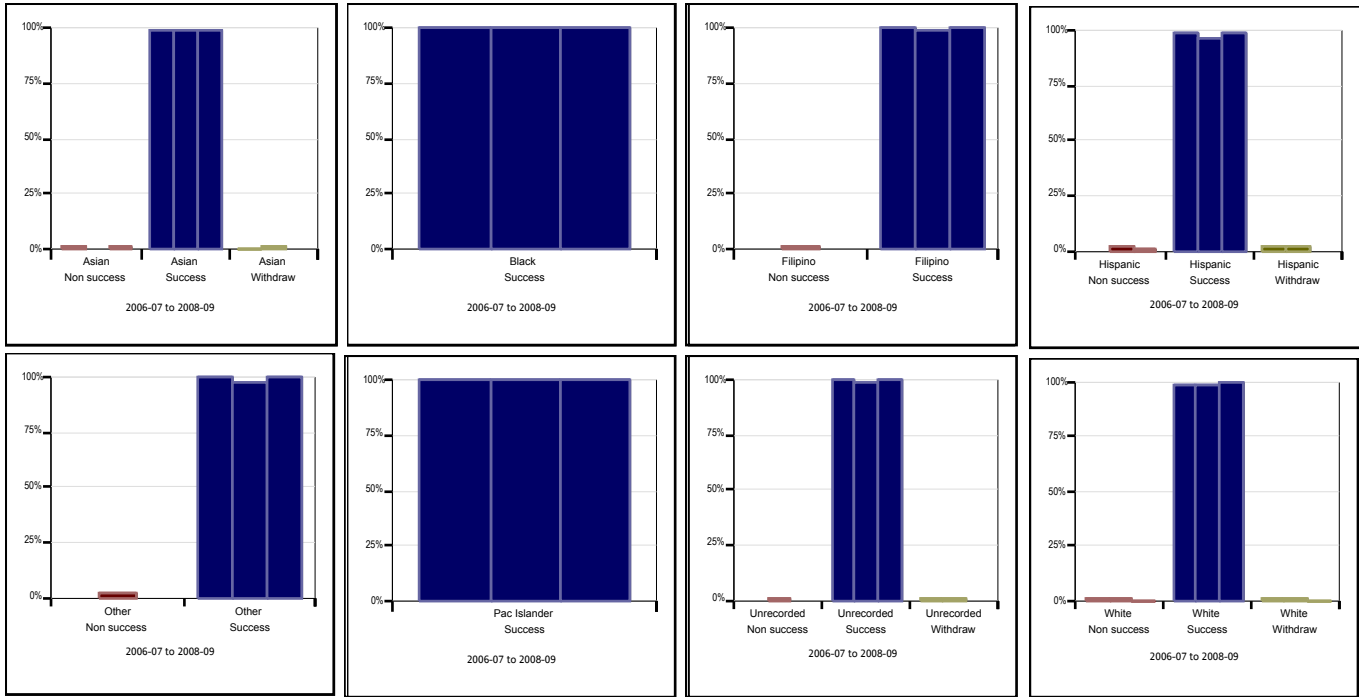 100%
75%
50%
25%
0%
Asian Asian Asian
Non success Success Withdraw
2006-07 to 2008-09
100%
75%
50%
25%
0%
Black
Success
2006-07 to 2008-09
100%
75%
50%
25%
0%
Filipino Filipino
Non success Success
2006-07 to 2008-09
100%
75%
50%
25%
0%
Hispanic Hispanic Hispanic
Non success Success Withdraw
2006-07 to 2008-09
100%
75%
50%
25%
0%
Other Other
Non success Success
2006-07 to 2008-09
100%
75%
50%
25%
0%
Pac Islander
Success
2006-07 to 2008-09
100%
75%
50%
25%
0%
Unrecorded Unrecorded Unrecorded
Non success Success Withdraw
2006-07 to 2008-09
100%
75%
50%
25%
0%
White White White
Non success Success Withdraw
2006-07 to 2008-09